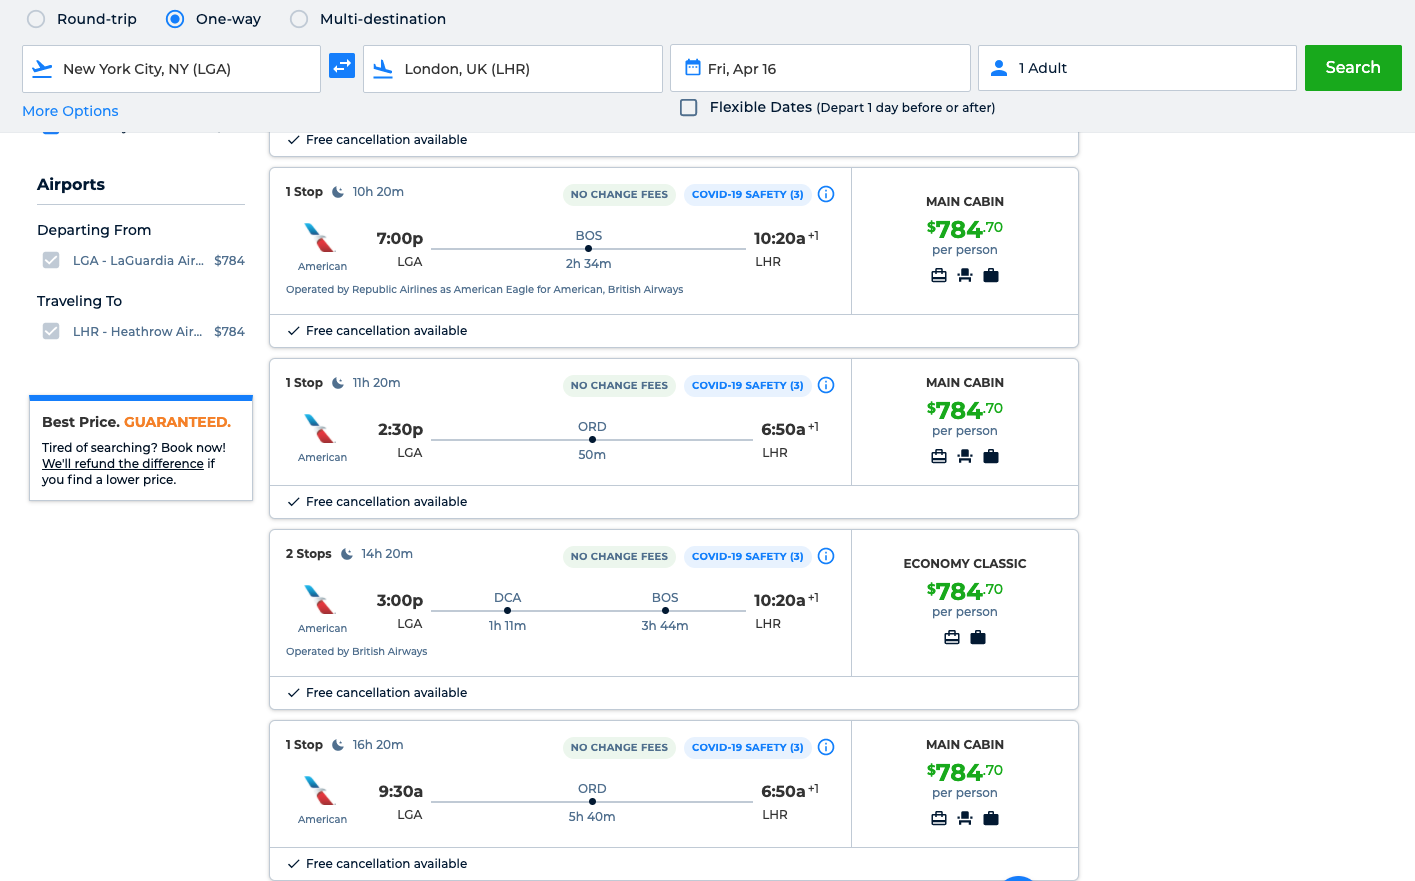 Round-trip One-way Multi-destination
New York City, NY (LGA) London, UK (LHR) Fri, Apr 16 1 Adult Search
More Options Flexible Dates (Depart 1 day before or after)
Free cancellation available
Airports
Departing From
LGA - LaGuardia Air... $784
Traveling To
LHR - Heathrow Air... $784
Best Price. GUARANTEED.
Tired of searching? Book now!
We'll refund the difference if
you find a lower price.
1 Stop 10h 20m NO CHANGE FEES COVID-19 SAFETY (3)
American
7:00p BOS 10:20a +1
LGA 2h 34m LHR
Operated by Republic Airlines as American Eagle for American, British Airways
MAIN CABIN
$784.70
per person
Free cancellation available
1 Stop 11h 20m NO CHANGE FEES COVID-19 SAFETY (3)
American
2:30p ORD 6:50a +1
LGA 50m LHR
MAIN CABIN
$784.70
per person
Free cancellation available
2 Stops 14h 20m NO CHANGE FEES COVID-19 SAFETY (3)
American
3:00p DCA BOS 10:20a +1
LGA 1h 11m 3h 44m LHR
Operated by British Airways
ECONOMY CLASSIC
$784.70
per person
Free cancellation available
1 Stop 16h 20m NO CHANGE FEES COVID-19 SAFETY (3)
American
9:30a ORD 6:50a +1
LGA 5h 40m LHR
MAIN CABIN
$784.70
per person
Free cancellation available